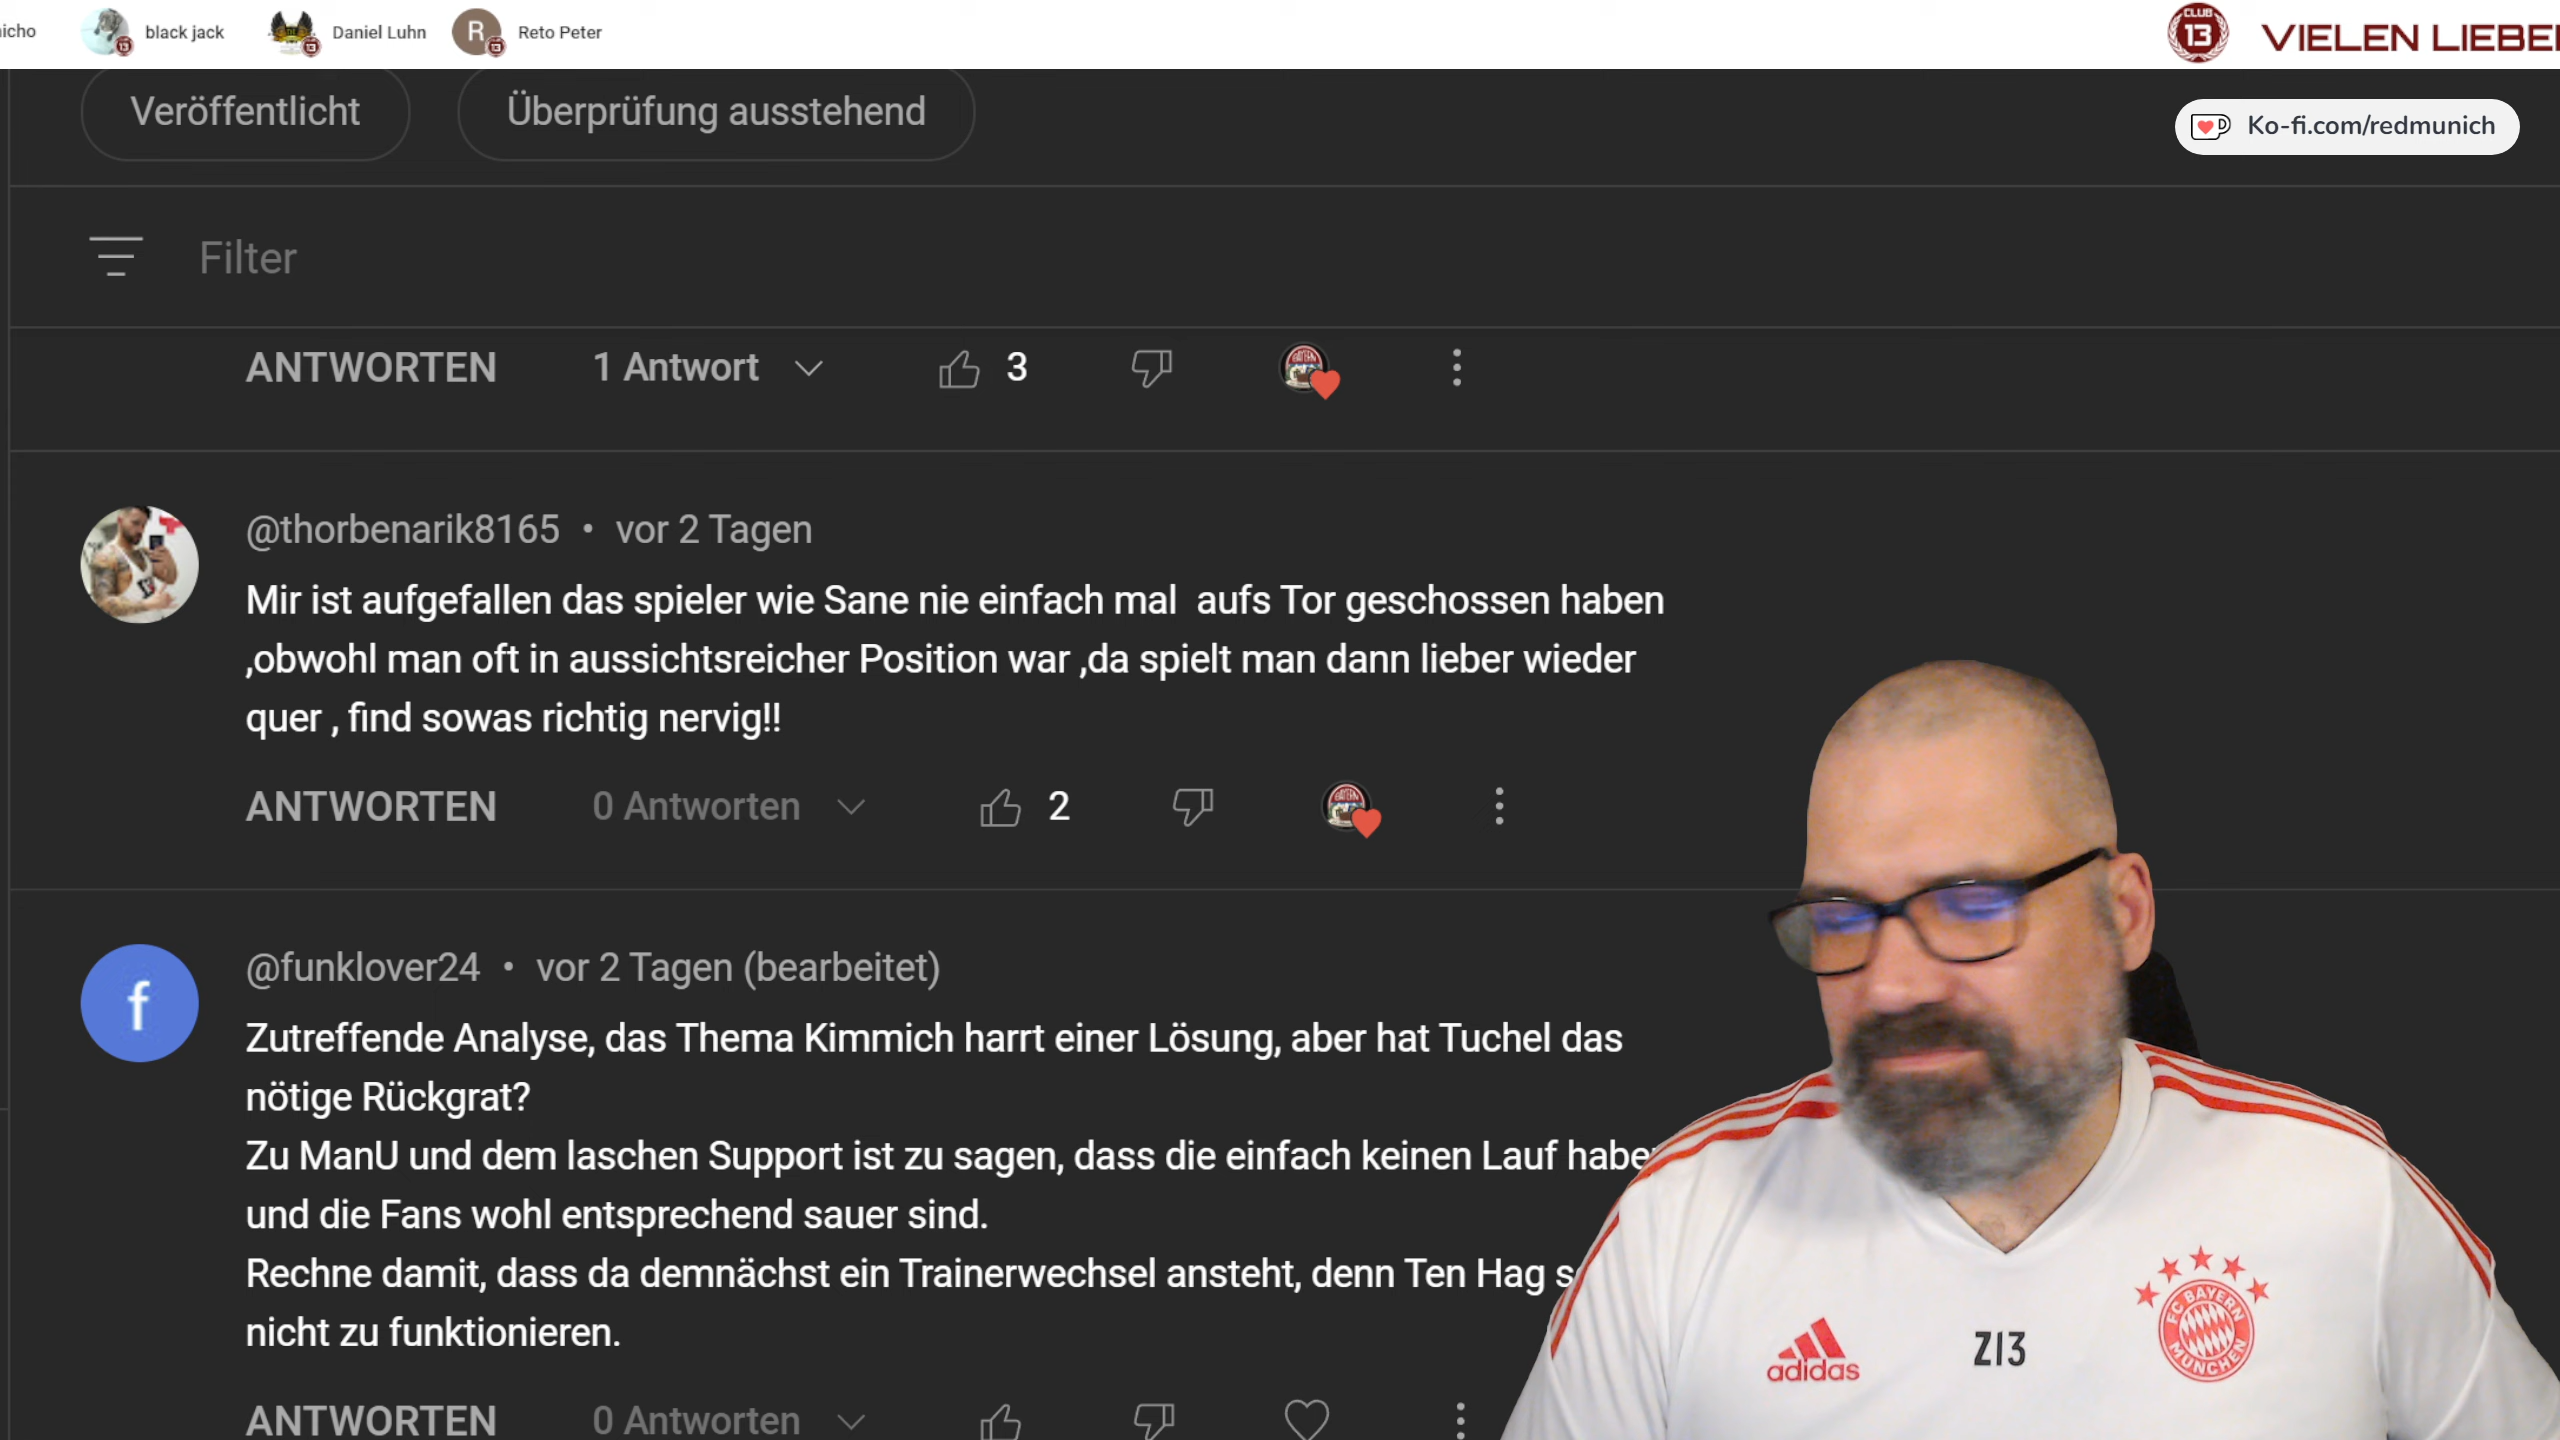 icho black jack Daniel Luhn R Reto Peter CLUB 13 VIELEN LIEBE
Veröffentlicht Überprüfung ausstehend
Ko-fi.com/redmunich
Filter
ANTWORTEN 1 Antwort 3
@thorbenarik8165 • vor 2 Tagen
Mir ist aufgefallen das spieler wie Sane nie einfach mal aufs Tor geschossen haben
,obwohl man oft in aussichtsreicher Position war ,da spielt man dann lieber wieder
quer , find sowas richtig nervig!!
ANTWORTEN 0 Antworten 2
f
@funklover24 • vor 2 Tagen (bearbeitet)
Zutreffende Analyse, das Thema Kimmich harrt einer Lösung, aber hat Tuchel das
nötige Rückgrat?
Zu ManU und dem laschen Support ist zu sagen, dass die einfach keinen Lauf habe
und die Fans wohl entsprechend sauer sind.
Rechne damit, dass da demnächst ein Trainerwechsel ansteht, denn Ten Hag s
nicht zu funktionieren.
ANTWORTEN 0 Antworten
adidas
Z13
FC BAYERN
MÜNCHEN